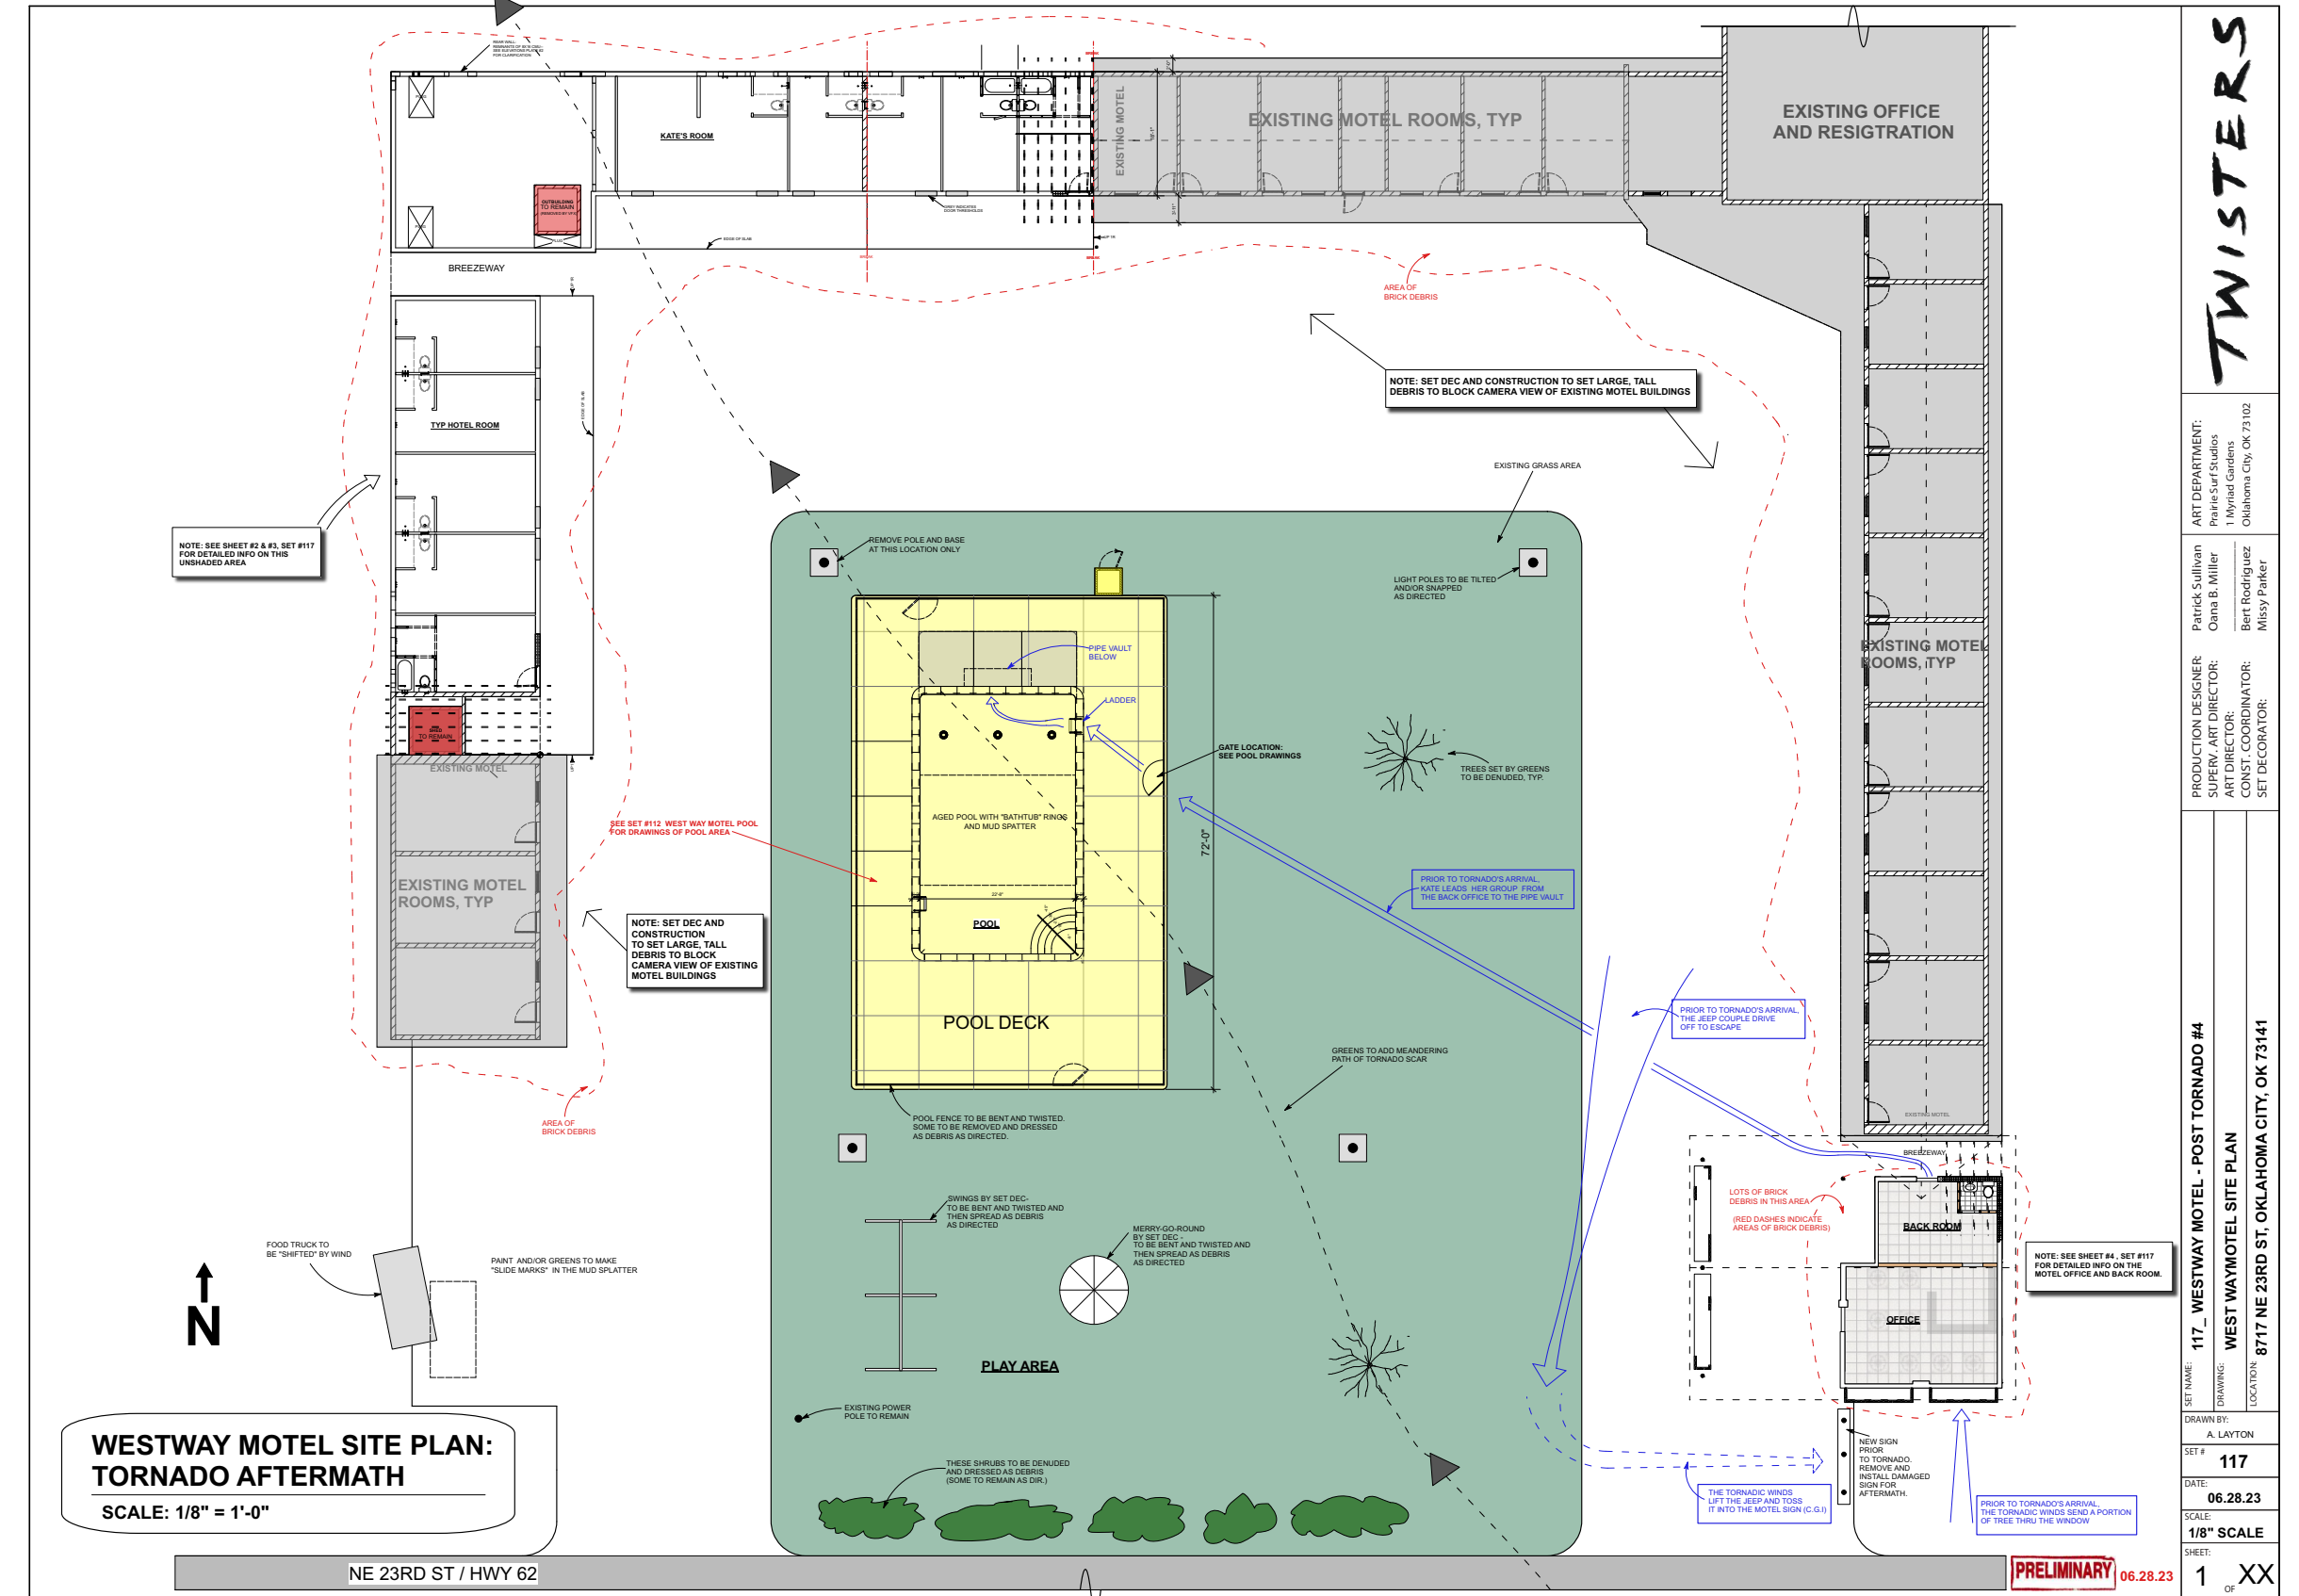 REAR WALL
FOR CLARIFICATION
KATE'S ROOM
OUTBUILDING
TO REMAIN
EDGE OF SLAB
BREEZEWAY
EXISTING MOTEL
EXISTING MOTEL ROOMS, TYP
EXISTING OFFICE
AND RESIGTRATION
AREA OF
BRICK DEBRIS
NOTE: SET DEC AND CONSTRUCTION TO SET LARGE, TALL
DEBRIS TO BLOCK CAMERA VIEW OF EXISTING MOTEL BUILDINGS
EDGE OF SLAB
TYP HOTEL ROOM
EXISTING GRASS AREA
NOTE: SEE SHEET #2 & #3, SET #117
FOR DETAILED INFO ON THIS
UNSHADED AREA
REMOVE POLE AND BASE
AT THIS LOCATION ONLY
LIGHT POLES TO BE TILTED
AND/OR SNAPPED
AS DIRECTED
PIPE VAULT
BELOW
LADDER
GATE LOCATION:
SEE POOL DRAWINGS
TREES SET BY GREENS
TO BE DENUDED, TYP.
EXISTING MOTEL
ROOMS, TYP
SHED
TO REMAIN
EXISTING MOTEL
SEE SET #112 WEST WAY MOTEL POOL
FOR DRAWINGS OF POOL AREA
AGED POOL WITH "BATHTUB" RINGS
AND MUD SPATTER
72'-0"
22'-8"
POOL
POOL DECK
EXISTING MOTEL
ROOMS, TYP
NOTE: SET DEC AND
CONSTRUCTION
TO SET LARGE, TALL
DEBRIS TO BLOCK
CAMERA VIEW OF EXISTING
MOTEL BUILDINGS
PRIOR TO TORNADO'S ARRIVAL,
KATE LEADS HER GROUP FROM
THE BACK OFFICE TO THE PIPE VAULT
PRIOR TO TORNADO'S ARRIVAL,
THE JEEP COUPLE DRIVE
OFF TO ESCAPE
GREENS TO ADD MEANDERING
PATH OF TORNADO SCAR
AREA OF
BRICK DEBRIS
POOL FENCE TO BE BENT AND TWISTED.
SOME TO BE REMOVED AND DRESSED
AS DEBRIS AS DIRECTED.
EXISTING MOTEL
BREEZEWAY
LOTS OF BRICK
DEBRIS IN THIS AREA
(RED DASHES INDICATE
AREAS OF BRICK DEBRIS)
BACK ROOM
OFFICE
NOTE: SEE SHEET #4 , SET #117
FOR DETAILED INFO ON THE
MOTEL OFFICE AND BACK ROOM.
SWINGS BY SET DEC-
TO BE BENT AND TWISTED AND
THEN SPREAD AS DEBRIS
AS DIRECTED
MERRY-GO-ROUND
BY SET DEC -
TO BE BENT AND TWISTED AND
THEN SPREAD AS DEBRIS
AS DIRECTED
FOOD TRUCK TO
BE "SHIFTED" BY WIND
PAINT AND/OR GREENS TO MAKE
"SLIDE MARKS" IN THE MUD SPLATTER
N
PLAY AREA
EXISTING POWER
POLE TO REMAIN
THESE SHRUBS TO BE DENUDED
AND DRESSED AS DEBRIS
(SOME TO REMAIN AS DIR.)
NEW SIGN
PRIOR
TO TORNADO.
REMOVE AND
INSTALL DAMAGED
SIGN FOR
AFTERMATH.
THE TORNADIC WINDS
LIFT THE JEEP AND TOSS
IT INTO THE MOTEL SIGN (C.G.I)
PRIOR TO TORNADO'S ARRIVAL,
THE TORNADIC WINDS SEND A PORTION
OF TREE THRU THE WINDOW
WESTWAY MOTEL SITE PLAN:
TORNADO AFTERMATH
SCALE: 1/8" = 1'-0"
NE 23RD ST / HWY 62
PRELIMINARY 06.28.23
TWISTERS
ART DEPARTMENT:
Prairie Surf Studios
1 Myriad Gardens
Oklahoma City, OK 73102
PRODUCTION DESIGNER: Patrick Sullivan
SUPERV. ART DIRECTOR: Oana B. Miller
ART DIRECTOR:
CONST. COORDINATOR: Bert Rodriguez
SET DECORATOR: Missy Parker
SET NAME: 117_ WESTWAY MOTEL - POST TORNADO #4
DRAWING: WEST WAYMOTEL SITE PLAN
LOCATION: 8717 NE 23RD ST, OKLAHOMA CITY, OK 73141
DRAWN BY:
A. LAYTON
SET #
117
DATE:
06.28.23
SCALE:
1/8" SCALE
SHEET:
1 OF XX